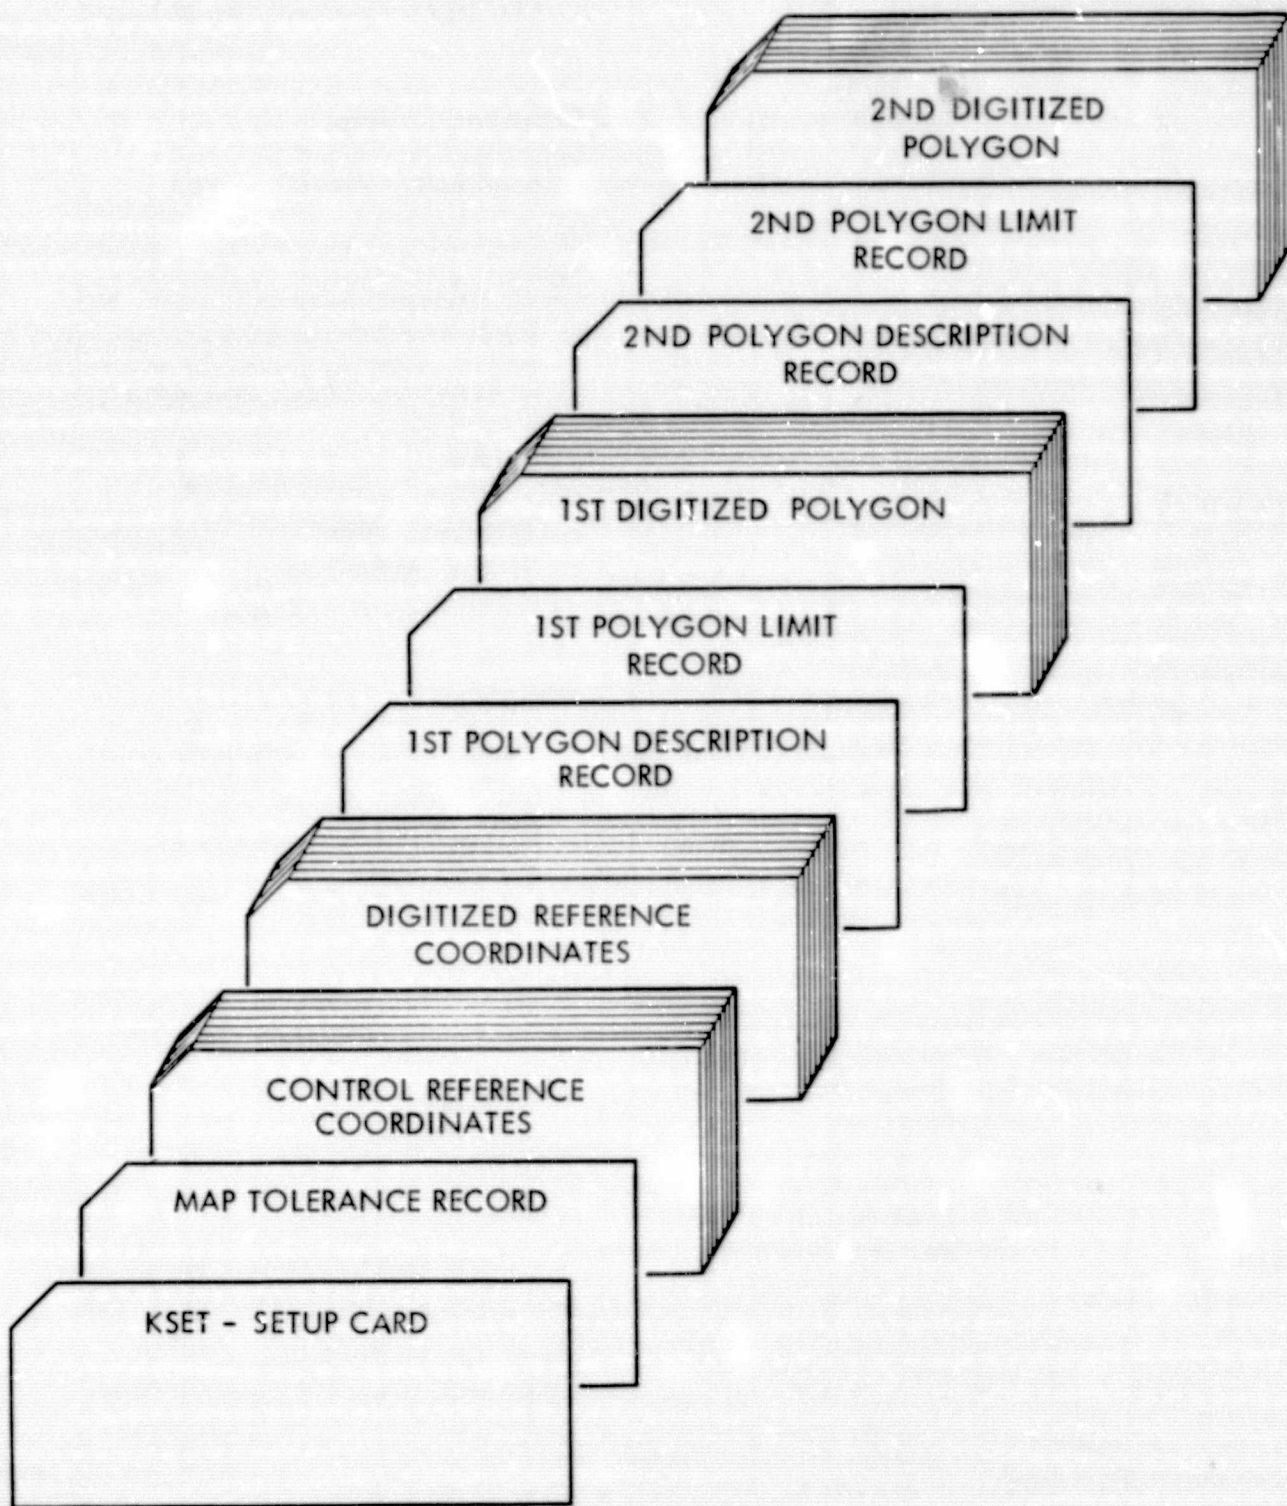 2ND DIGITIZED
POLYGON
2ND POLYGON LIMIT
RECORD
2ND POLYGON DESCRIPTION
RECORD
1ST DIGITIZED POLYGON
1ST POLYGON LIMIT
RECORD
1ST POLYGON DESCRIPTION
RECORD
DIGITIZED REFERENCE
COORDINATES
CONTROL REFERENCE
COORDINATES
MAP TOLERANCE RECORD
KSET - SETUP CARD